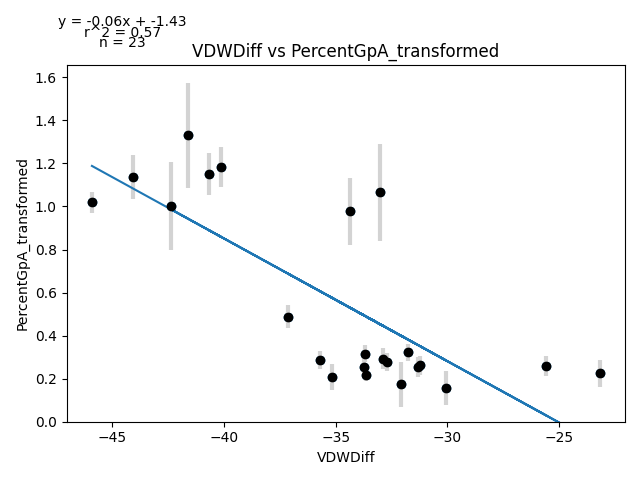 y = -0.06x + -1.43
r^2 = 0.57
n = 23
VDWDiff vs PercentGpA_transformed
PercentGpA_transformed
1.6
1.4
1.2
1.0
0.8
0.6
0.4
0.2
0.0
−45
−40
−35
−30
−25
VDWDiff